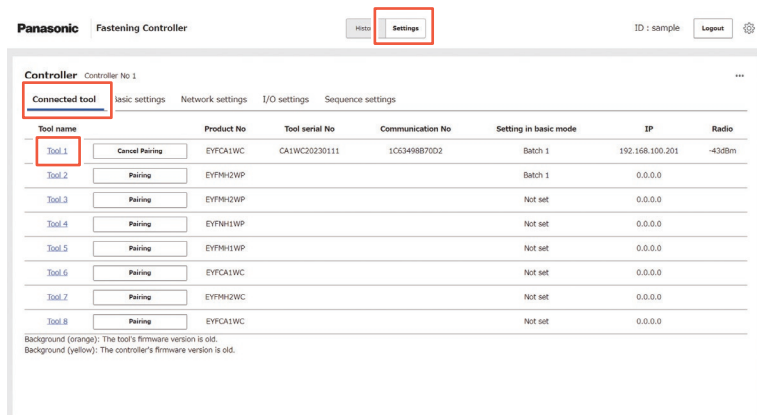 Panasonic Fastening Controller Histo Settings ID : sample Logout
Controller Controller No 1 ...
Connected tool Basic settings Network settings I/O settings Sequence settings
Tool name Product No Tool serial No Communication No Setting in basic mode IP Radio
Tool 1 Cancel Pairing EYFCA1WC CA1WC20230111 1C63498B70D2 Batch 1 192.168.100.201 -43dBm
Tool 2 Pairing EYFMH2WP Batch 1 0.0.0.0
Tool 3 Pairing EYFMH2WP Not set 0.0.0.0
Tool 4 Pairing EYFNH1WP Not set 0.0.0.0
Tool 5 Pairing EYFMH1WP Not set 0.0.0.0
Tool 6 Pairing EYFCA1WC Not set 0.0.0.0
Tool 7 Pairing EYFMH2WC Not set 0.0.0.0
Tool 8 Pairing EYFCA1WC Not set 0.0.0.0
Background (orange): The tool's firmware version is old.
Background (yellow): The controller's firmware version is old.